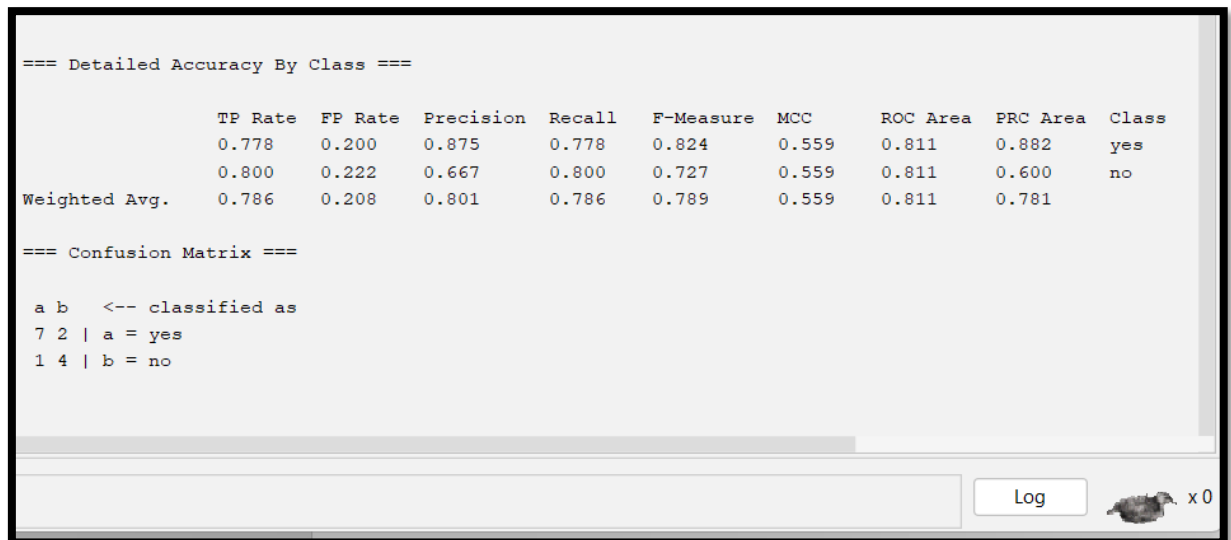 === Detailed Accuracy By Class ===
TP Rate FP Rate Precision Recall F-Measure MCC ROC Area PRC Area Class
0.778 0.200 0.875 0.778 0.824 0.559 0.811 0.882 yes
0.800 0.222 0.667 0.800 0.727 0.559 0.811 0.600 no
Weighted Avg. 0.786 0.208 0.801 0.786 0.789 0.559 0.811 0.781
=== Confusion Matrix ===
a b <-- classified as
7 2 | a = yes
1 4 | b = no
Log x 0